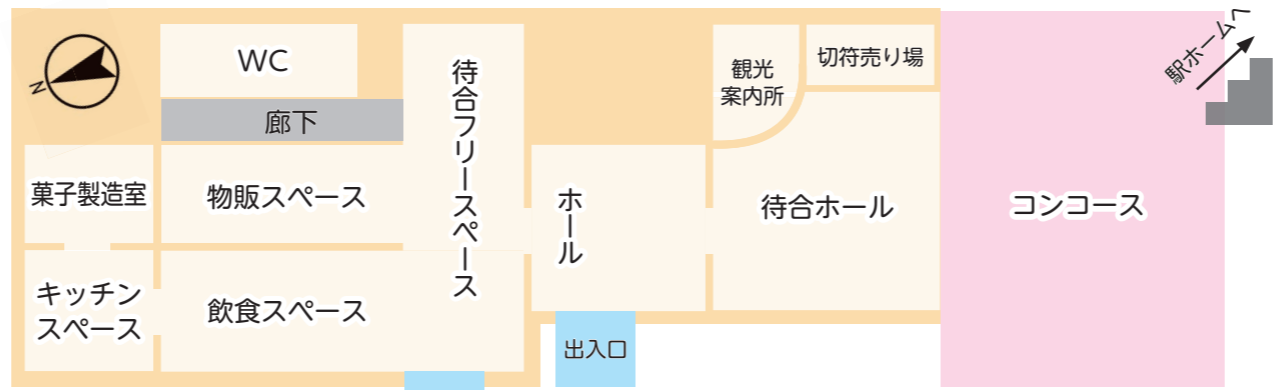 N
WC
廊下
待合フリースペース
観光
案内所
切符売り場
駅ホームへ
菓子製造室
物販スペース
ホール
待合ホール
コンコース
キッチン
スペース
飲食スペース
出入口